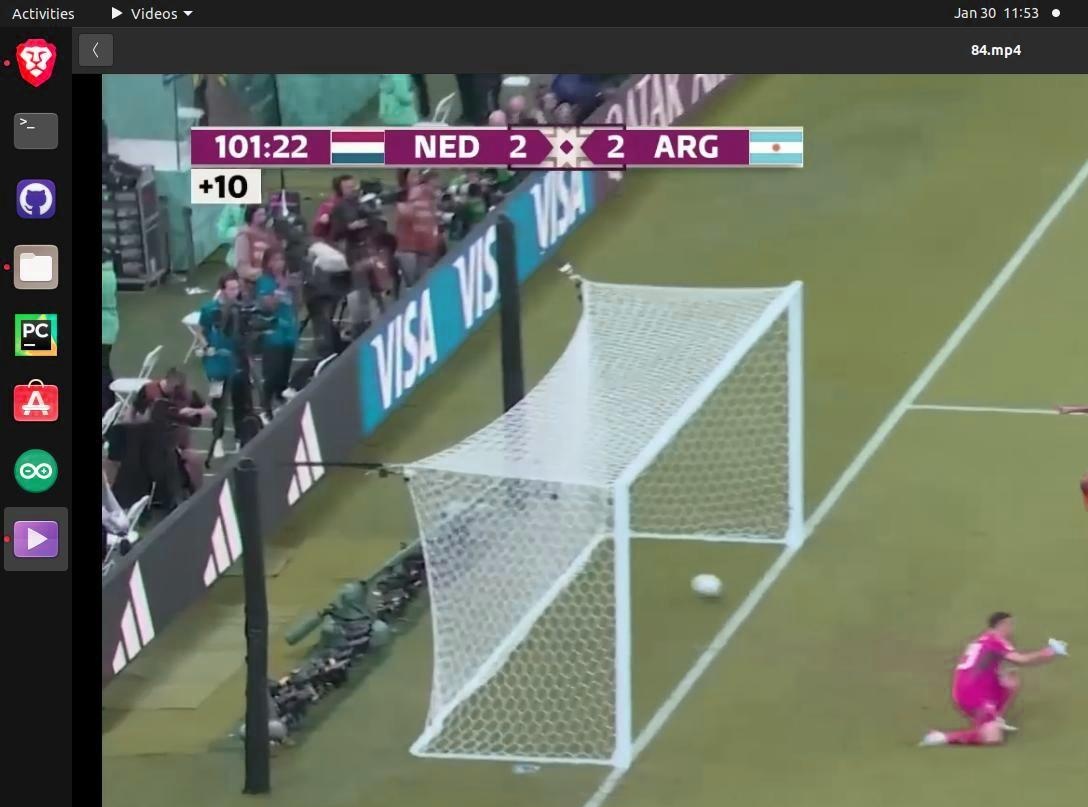 Activities
Videos
Jan 30 11:53
84.mp4
QATAR
101:22 NED 2 2 ARG
+10
VISA
VISA
VISA
>_
PC